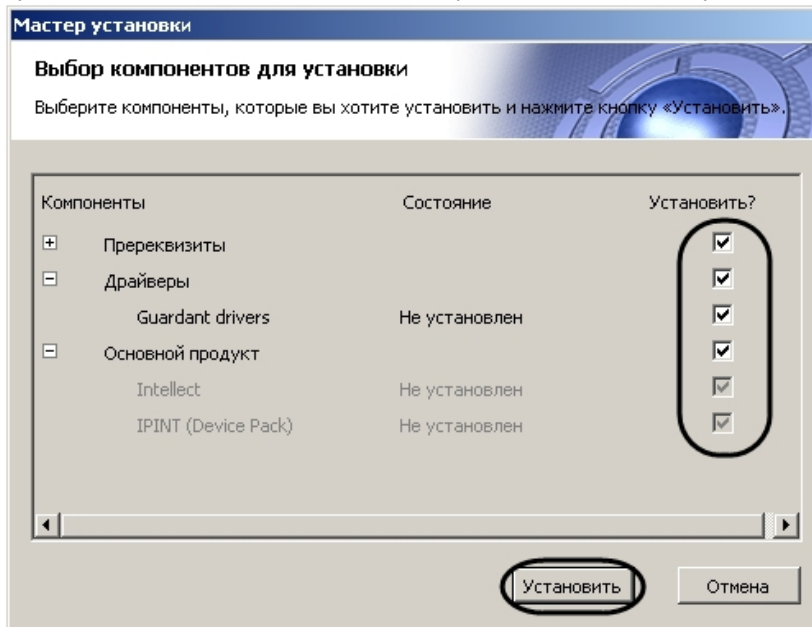 Мастер установки
Выбор компонентов для установки
Выберите компоненты, которые вы хотите установить и нажмите кнопку «Установить».
Компоненты Состояние Установить?
Пререквизиты
Драйверы
Guardant drivers Не установлен
Основной продукт
Intellect Не установлен
IPINT (Device Pack) Не установлен
Установить Отмена